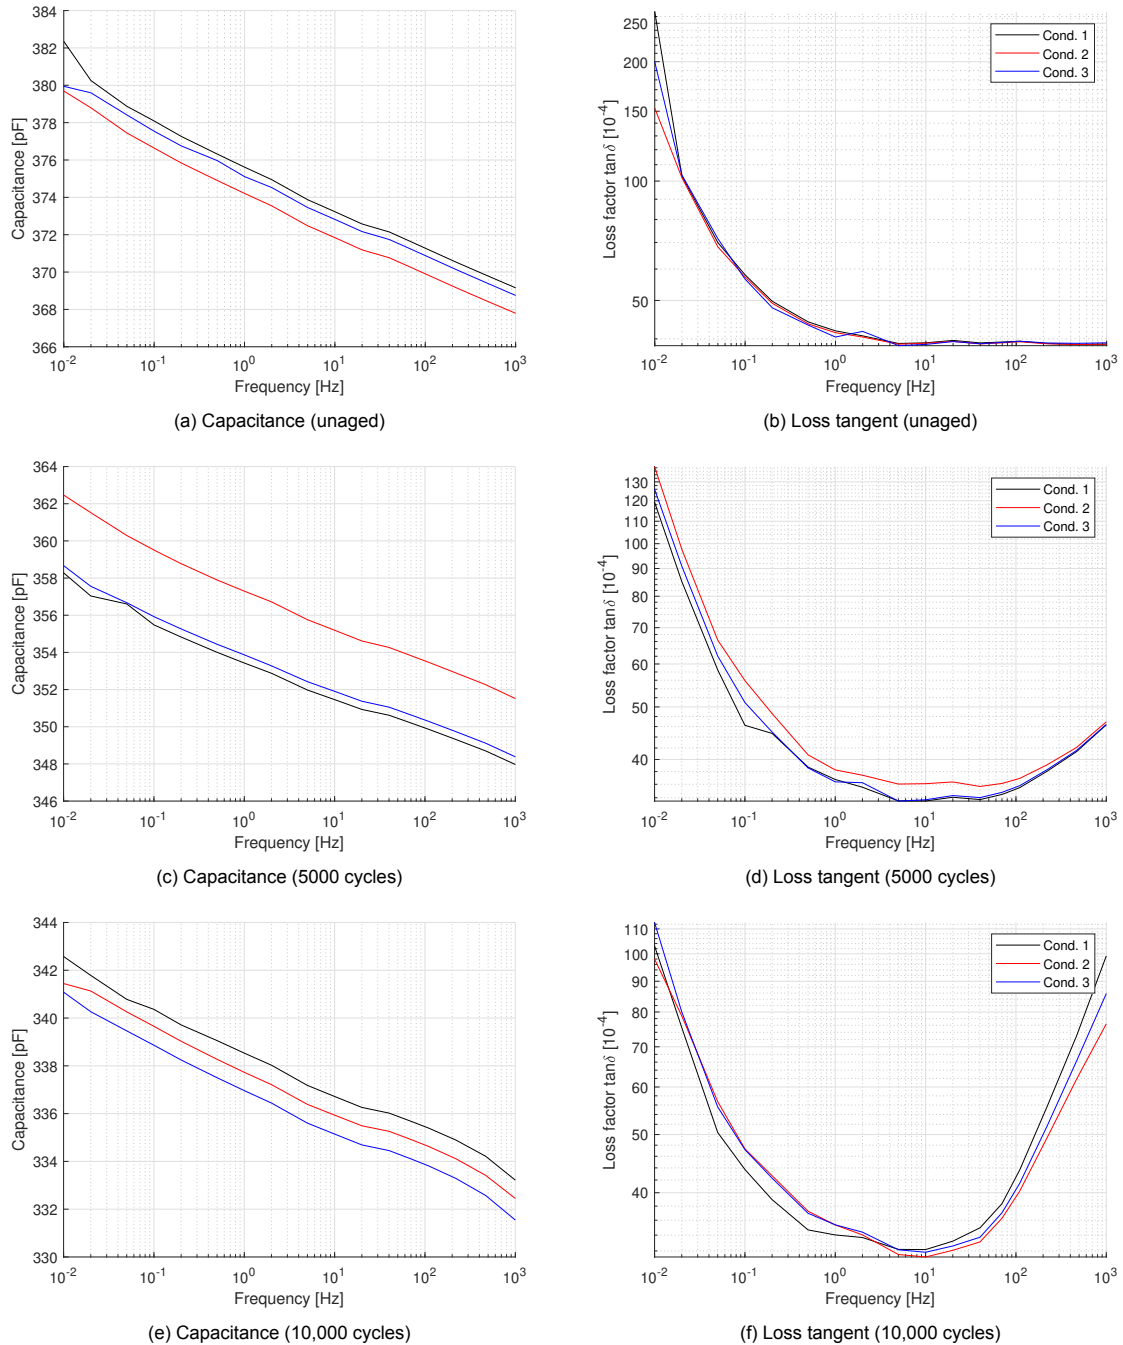 384
382
380
378
376
374
372
370
368
366
Capacitance [pF]
10^-2 10^-1 10^0 10^1 10^2 10^3
Frequency [Hz]
(a) Capacitance (unaged)
250
200
150
100
50
Loss factor tanδ [10^-4]
Cond. 1
Cond. 2
Cond. 3
10^-2 10^-1 10^0 10^1 10^2 10^3
Frequency [Hz]
(b) Loss tangent (unaged)
364
362
360
358
356
354
352
350
348
346
Capacitance [pF]
10^-2 10^-1 10^0 10^1 10^2 10^3
Frequency [Hz]
(c) Capacitance (5000 cycles)
130
120
110
100
90
80
70
60
50
40
Loss factor tanδ [10^-4]
Cond. 1
Cond. 2
Cond. 3
10^-2 10^-1 10^0 10^1 10^2 10^3
Frequency [Hz]
(d) Loss tangent (5000 cycles)
344
342
340
338
336
334
332
330
Capacitance [pF]
10^-2 10^-1 10^0 10^1 10^2 10^3
Frequency [Hz]
(e) Capacitance (10,000 cycles)
110
100
90
80
70
60
50
40
Loss factor tanδ [10^-4]
Cond. 1
Cond. 2
Cond. 3
10^-2 10^-1 10^0 10^1 10^2 10^3
Frequency [Hz]
(f) Loss tangent (10,000 cycles)